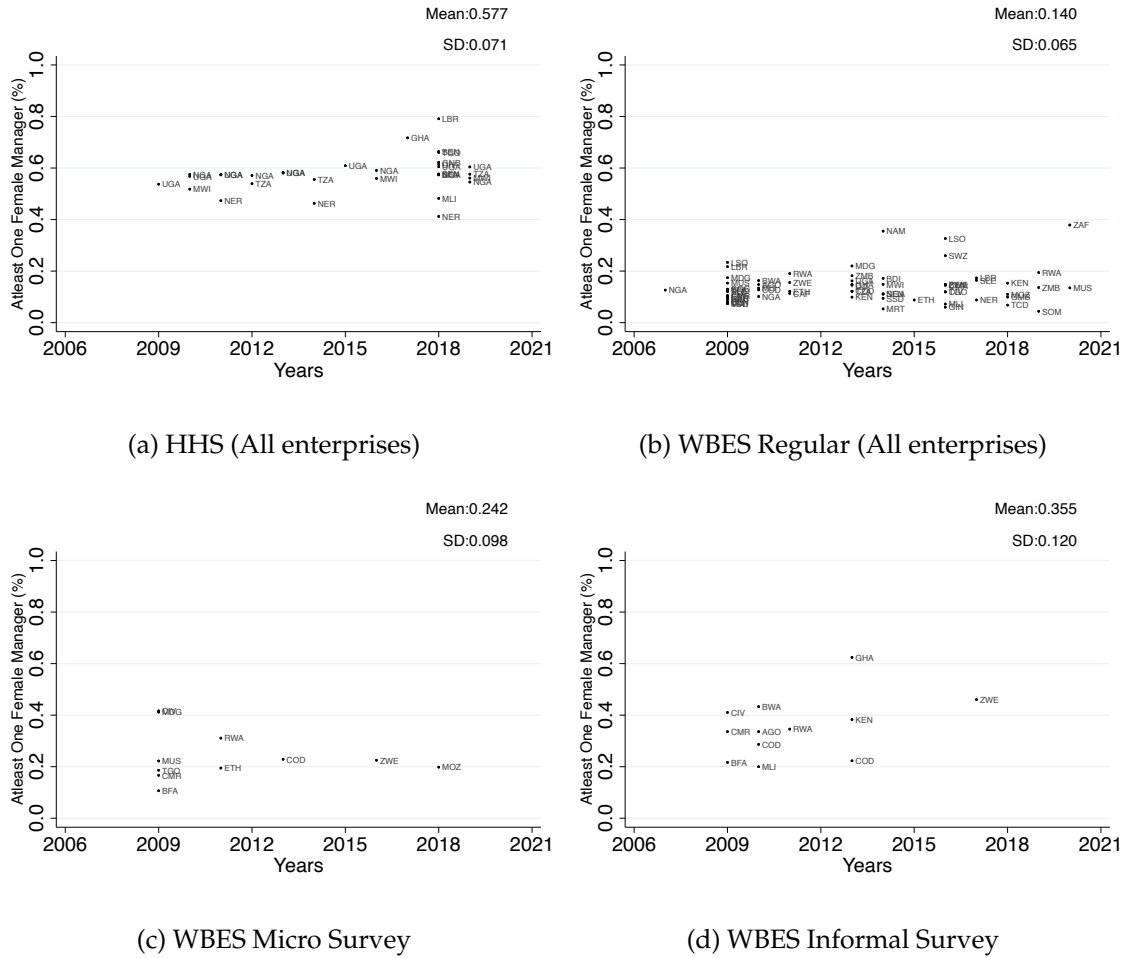 Mean:0.577
SD:0.071
Atleast One Female Manager (%)
1.0
0.8
0.6
0.4
0.2
0.0
LBR
GHA
UGA
UGA
NGA
MWI
NGA
NER
NGA
TZA
NGA
TZA
NER
UGA
NGA
MWI
MLI
NER
UGA
TZA
NGA
2006 2009 2012 2015 2018 2021
Years
(a) HHS (All enterprises)
Mean:0.140
SD:0.065
Atleast One Female Manager (%)
1.0
0.8
0.6
0.4
0.2
0.0
NGA
LSO
LBR
MDG
MUS
BWA
COD
NGA
RWA
ZWE
ETH
MDG
ZMB
KEN
NAM
BDI
MWI
SSD
MRT
ETH
LSO
SWZ
MLI
GIN
LBR
SLE
NER
KEN
MOZ
TCD
RWA
ZMB
SOM
ZAF
MUS
2006 2009 2012 2015 2018 2021
Years
(b) WBES Regular (All enterprises)
Mean:0.242
SD:0.098
Atleast One Female Manager (%)
1.0
0.8
0.6
0.4
0.2
0.0
MUS
TGO
CMR
BFA
RWA
ETH
COD
ZWE
MOZ
2006 2009 2012 2015 2018 2021
Years
(c) WBES Micro Survey
Mean:0.355
SD:0.120
Atleast One Female Manager (%)
1.0
0.8
0.6
0.4
0.2
0.0
CIV
CMR
BFA
BWA
AGO
COD
MLI
RWA
GHA
KEN
COD
ZWE
2006 2009 2012 2015 2018 2021
Years
(d) WBES Informal Survey